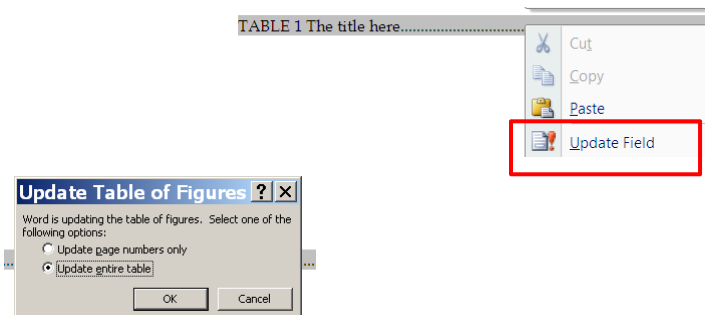 TABLE 1 The title here................................
Cut
Copy
Paste
Update Field
Update Table of Figures
Word is updating the table of figures. Select one of the
following options:
Update page numbers only
Update entire table
OK Cancel